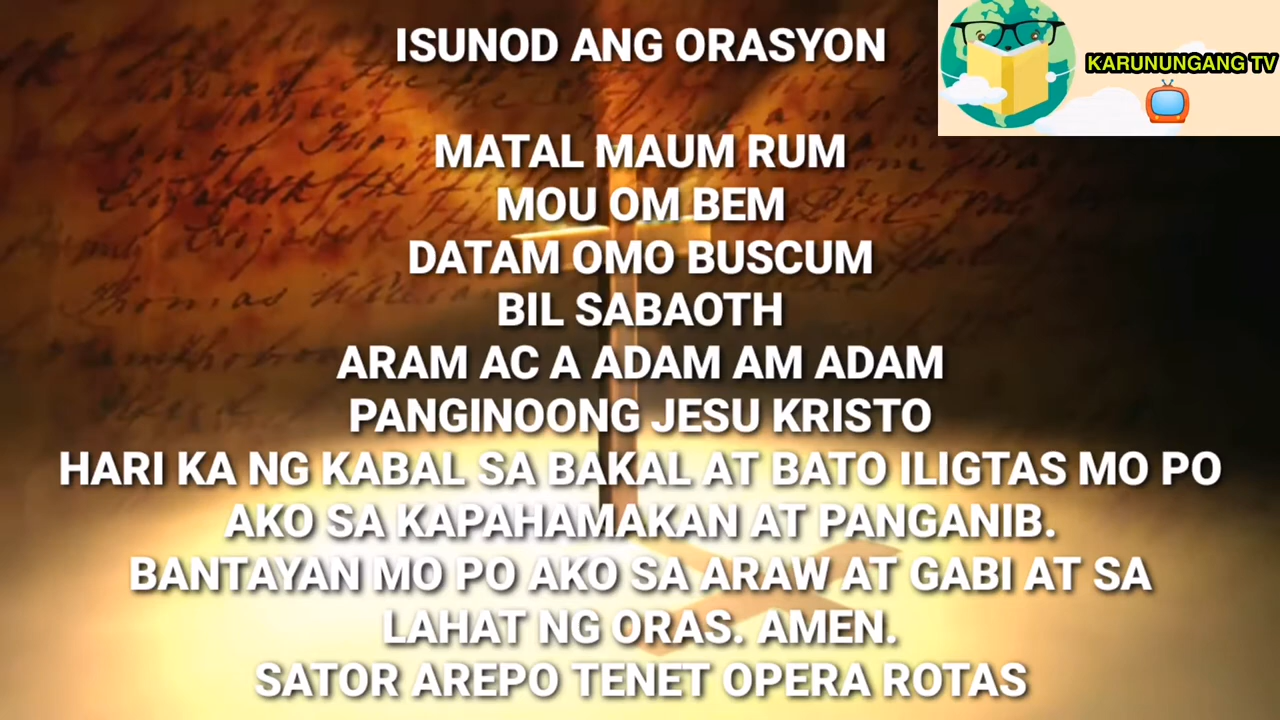 ISUNOD ANG ORASYON
KARUNUNGANG TV
MATAL MAUM RUM
MOU OM BEM
DATAM OMO BUSCUM
BIL SABAOTH
ARAM AC A ADAM AM ADAM
PANGINOONG JESU KRISTO
HARI KA NG KABAL SA BAKAL AT BATO ILIGTAS MO PO
AKO SA KAPAHAMAKAN AT PANGANIB.
BANTAYAN MO PO AKO SA ARAW AT GABI AT SA
LAHAT NG ORAS. AMEN.
SATOR AREPO TENET OPERA ROTAS